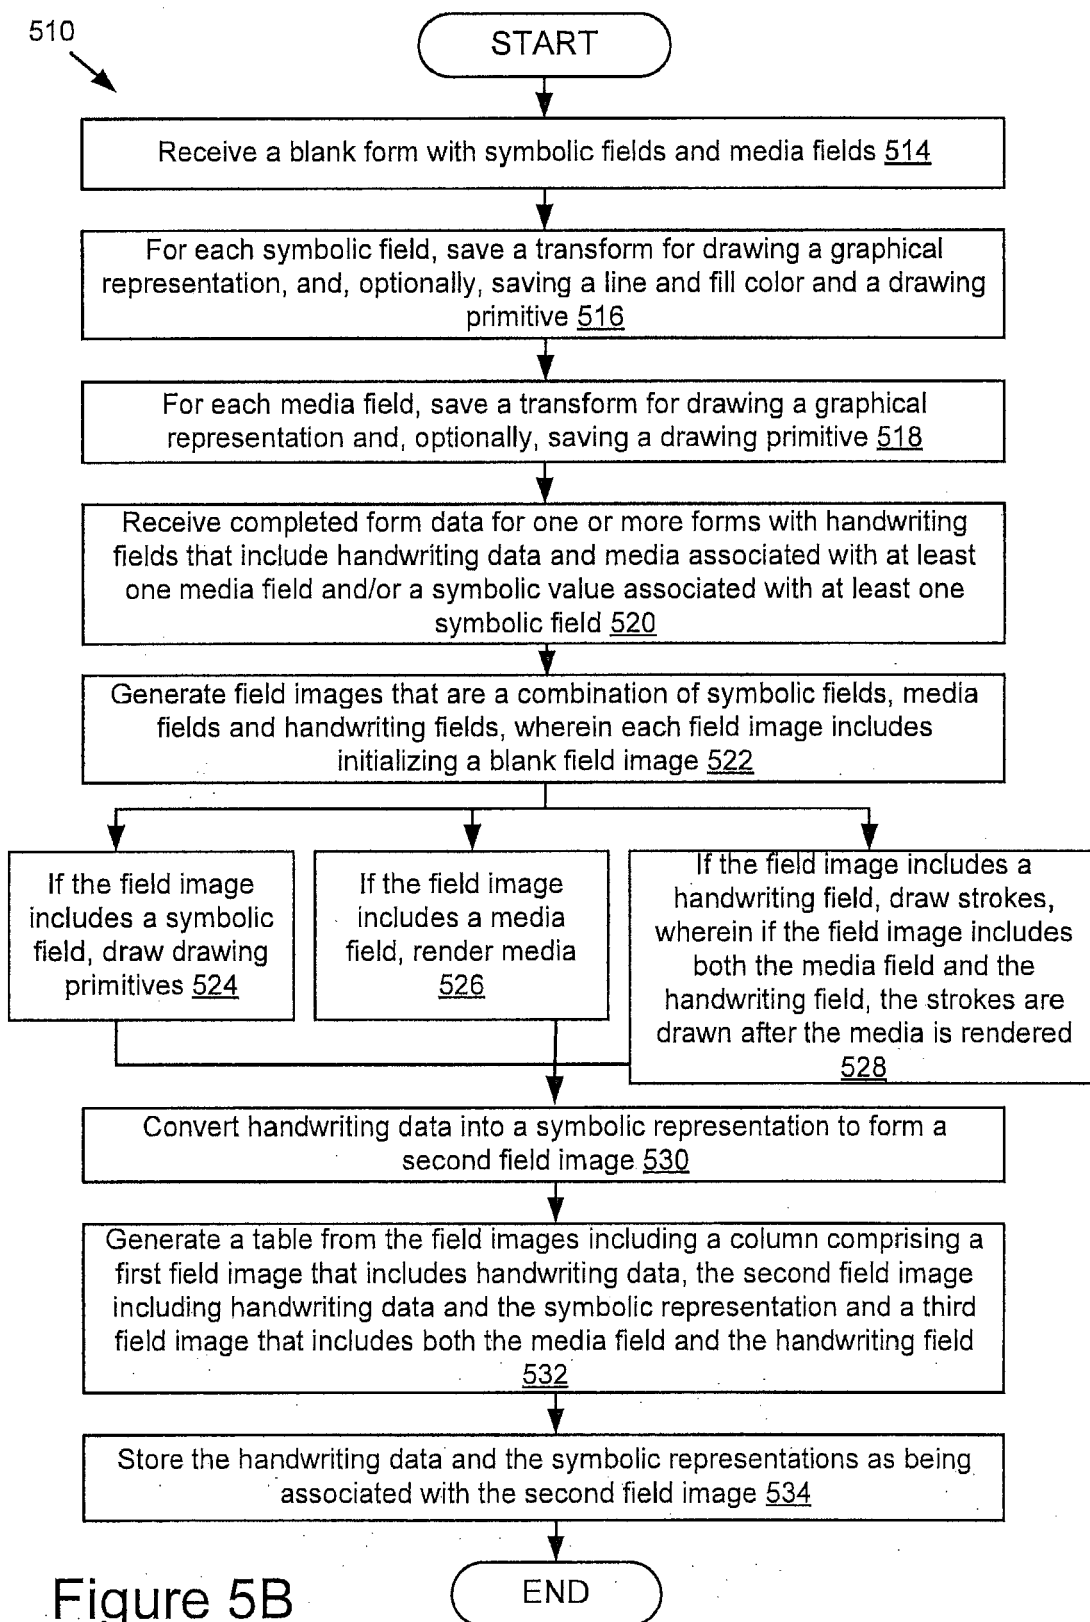 510
START
Receive a blank form with symbolic fields and media fields 514
For each symbolic field, save a transform for drawing a graphical
representation, and, optionally, saving a line and fill color and a drawing
primitive 516
For each media field, save a transform for drawing a graphical
representation and, optionally, saving a drawing primitive 518
Receive completed form data for one or more forms with handwriting
fields that include handwriting data and media associated with at least
one media field and/or a symbolic value associated with at least one
symbolic field 520
Generate field images that are a combination of symbolic fields, media
fields and handwriting fields, wherein each field image includes
initializing a blank field image 522
If the field image
includes a symbolic
field, draw drawing
primitives 524
If the field image
includes a media
field, render media
526
If the field image includes a
handwriting field, draw strokes,
wherein if the field image includes
both the media field and the
handwriting field, the strokes are
drawn after the media is rendered
528
Convert handwriting data into a symbolic representation to form a
second field image 530
Generate a table from the field images including a column comprising a
first field image that includes handwriting data, the second field image
including handwriting data and the symbolic representation and a third
field image that includes both the media field and the handwriting field
532
Store the handwriting data and the symbolic representations as being
associated with the second field image 534
END
Figure 5B